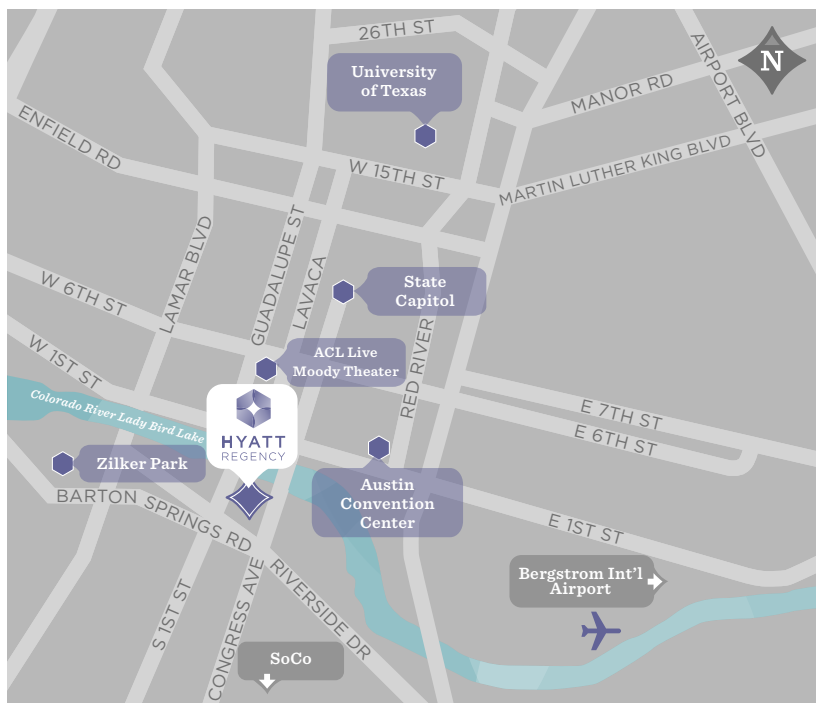 26TH ST
University
of Texas
N
AIRPORT BLVD
MANOR RD
ENFIELD RD
W 15TH ST
MARTIN LUTHER KING BLVD
LAMAR BLVD
GUADALUPE ST
LAVACA
State
Capitol
W 6TH ST
W 1ST ST
ACL Live
Moody Theater
RED RIVER
Colorado River Lady Bird Lake
HYATT
REGENCY
E 7TH ST
E 6TH ST
Zilker Park
Austin
Convention
Center
BARTON SPRINGS RD
E 1ST ST
Bergstrom Int'l
Airport
S 1ST ST
CONGRESS AVE
RIVERSIDE DR
SoCo